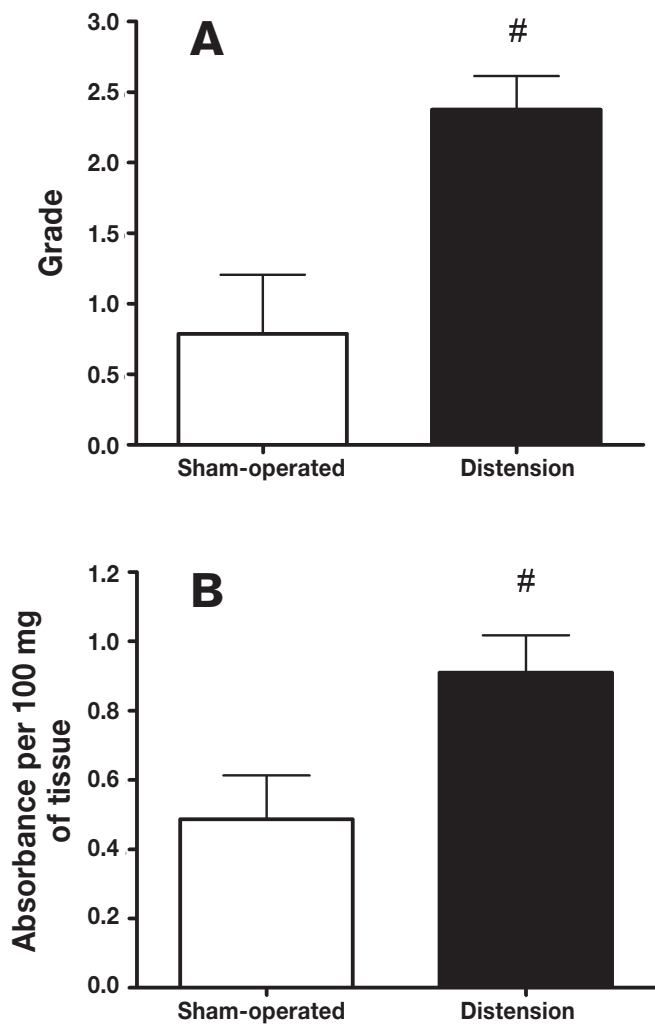 A
#
3.0
2.5
2.0
1.5
1.0
0.5
0.0
Grade
Sham-operated
Distension
B
#
1.2
1.0
0.8
0.6
0.4
0.2
0.0
Absorbance per 100 mg
of tissue
Sham-operated
Distension